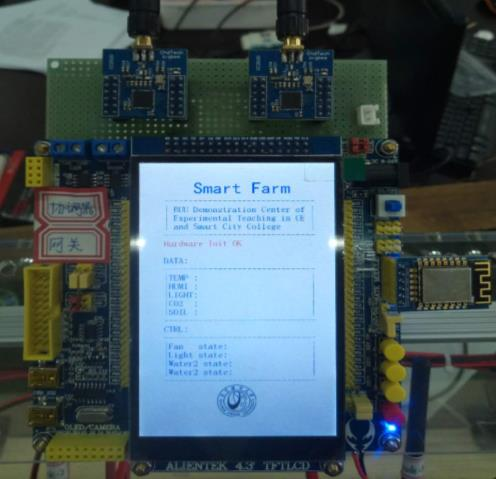 Smart Farm
BUU Demonstration Center of
Experimental Teaching in CE
and Smart City College
Hardware Init OK
DATA:
TEMP :
HUMI :
LIGHT:
CO2 :
SOIL :
CTRL:
Fan state:
Light state:
Water2 state:
Water2 state:
网关
OLED/CAMERA
ALIENTEK 4.3' TFTLCD